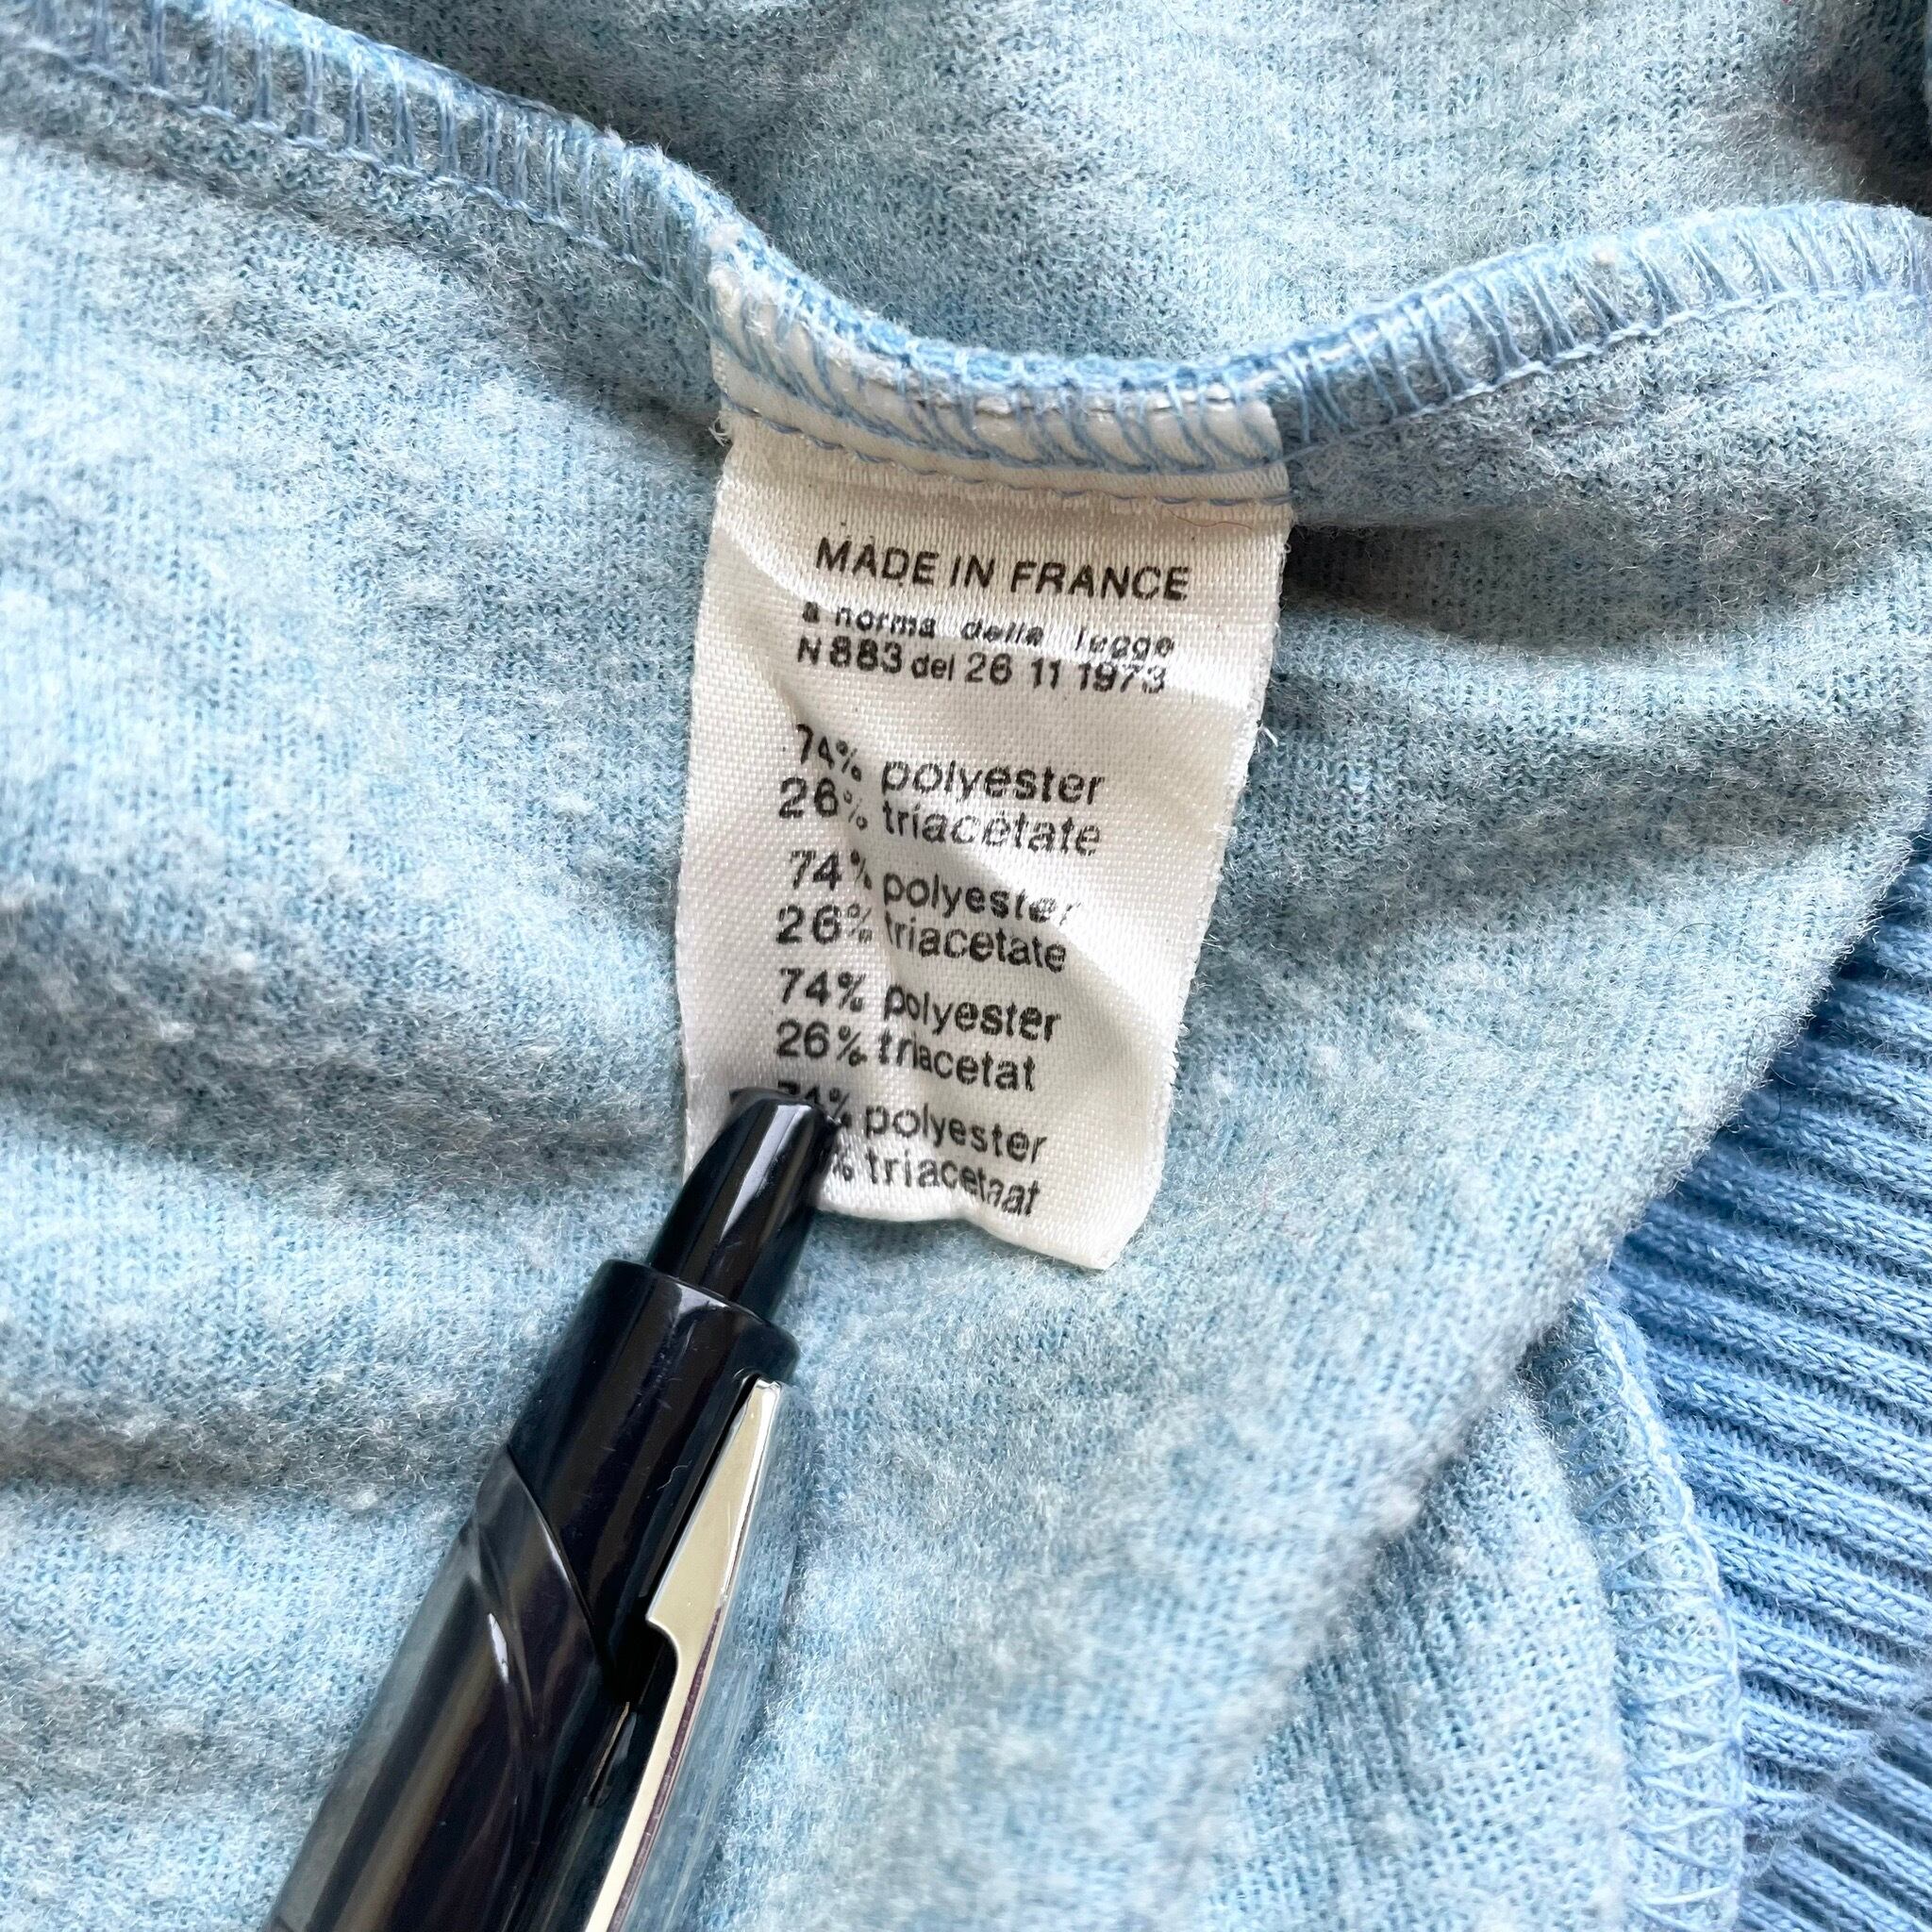 MADE IN FRANCE
a norma della legge
N 883 del 26 11 1973
74% polyester
26% triacétate
74% polyester
26% triacetate
74% polyester
26% triacetat
74% polyester
% triacetaat